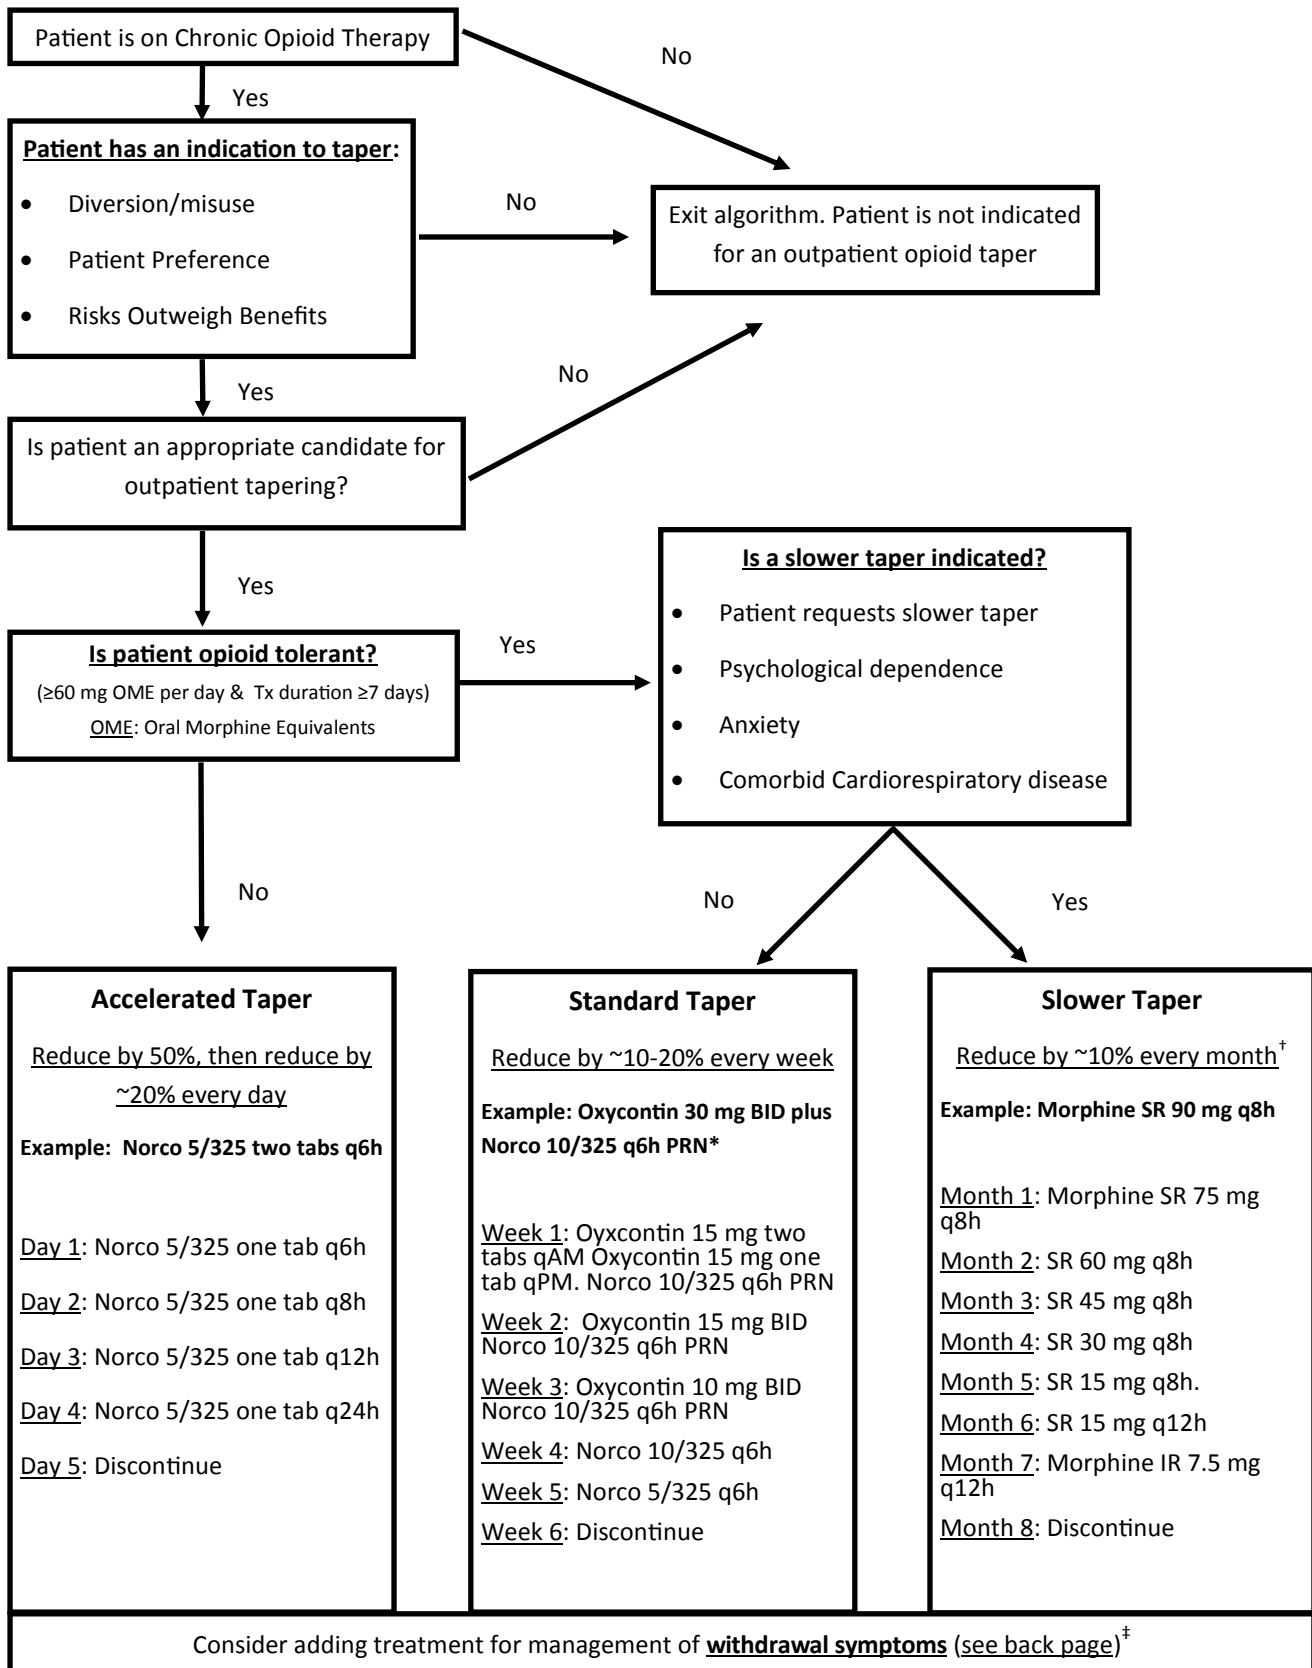 Patient is on Chronic Opioid Therapy
No
Yes
Patient has an indication to taper:
• Diversion/misuse
• Patient Preference
• Risks Outweigh Benefits
No
Exit algorithm. Patient is not indicated
for an outpatient opioid taper
Yes
No
Is patient an appropriate candidate for
outpatient tapering?
Yes
Is a slower taper indicated?
• Patient requests slower taper
• Psychological dependence
• Anxiety
• Comorbid Cardiorespiratory disease
Is patient opioid tolerant?
(≥60 mg OME per day & Tx duration ≥7 days)
OME: Oral Morphine Equivalents
Yes
No
No
Yes
Accelerated Taper
Reduce by 50%, then reduce by
~20% every day
Example: Norco 5/325 two tabs q6h
Day 1: Norco 5/325 one tab q6h
Day 2: Norco 5/325 one tab q8h
Day 3: Norco 5/325 one tab q12h
Day 4: Norco 5/325 one tab q24h
Day 5: Discontinue
Standard Taper
Reduce by ~10-20% every week
Example: Oxycontin 30 mg BID plus
Norco 10/325 q6h PRN*
Week 1: Oyxcontin 15 mg two
tabs qAM Oxycontin 15 mg one
tab qPM. Norco 10/325 q6h PRN
Week 2: Oxycontin 15 mg BID
Norco 10/325 q6h PRN
Week 3: Oxycontin 10 mg BID
Norco 10/325 q6h PRN
Week 4: Norco 10/325 q6h
Week 5: Norco 5/325 q6h
Week 6: Discontinue
Slower Taper
Reduce by ~10% every month†
Example: Morphine SR 90 mg q8h
Month 1: Morphine SR 75 mg
q8h
Month 2: SR 60 mg q8h
Month 3: SR 45 mg q8h
Month 4: SR 30 mg q8h
Month 5: SR 15 mg q8h.
Month 6: SR 15 mg q12h
Month 7: Morphine IR 7.5 mg
q12h
Month 8: Discontinue
Consider adding treatment for management of withdrawal symptoms (see back page)‡